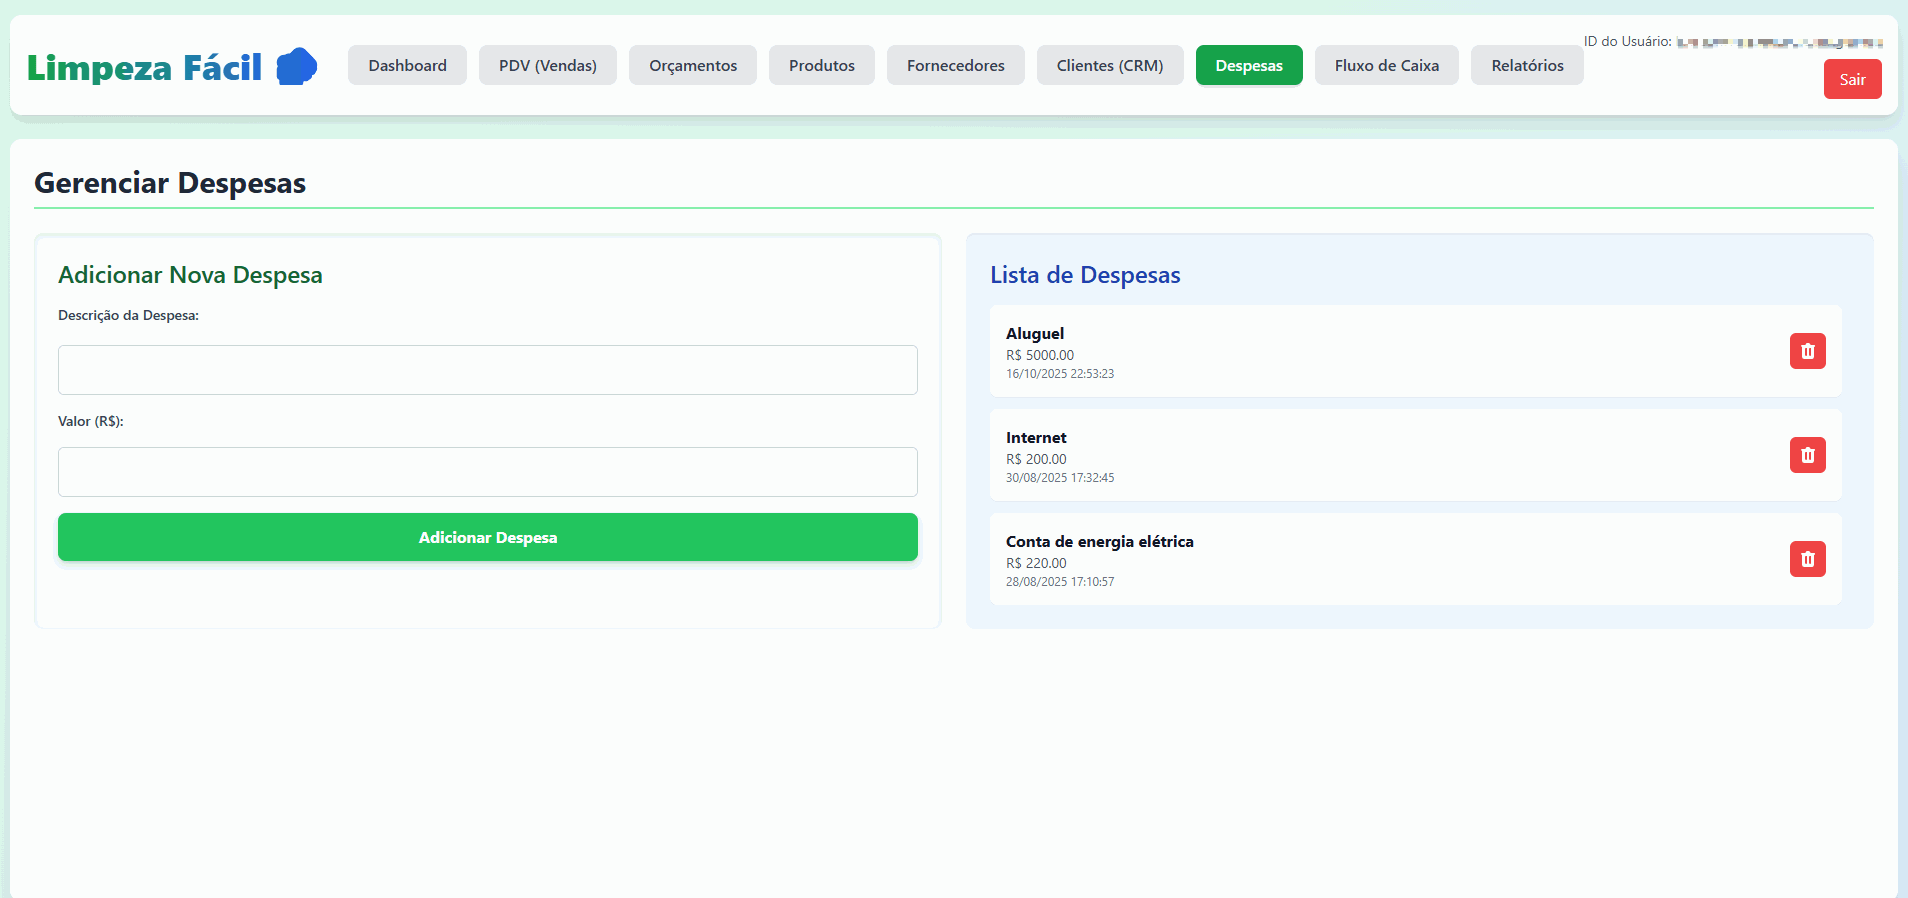 Limpeza Fácil
Dashboard
PDV (Vendas)
Orçamentos
Produtos
Fornecedores
Clientes (CRM)
Despesas
Fluxo de Caixa
Relatórios
ID do Usuário:
Sair
Gerenciar Despesas
Adicionar Nova Despesa
Descrição da Despesa:
Valor (R$):
Adicionar Despesa
Lista de Despesas
Aluguel
R$ 5000.00
16/10/2025 22:53:23
Internet
R$ 200.00
30/08/2025 17:32:45
Conta de energia elétrica
R$ 220.00
28/08/2025 17:10:57